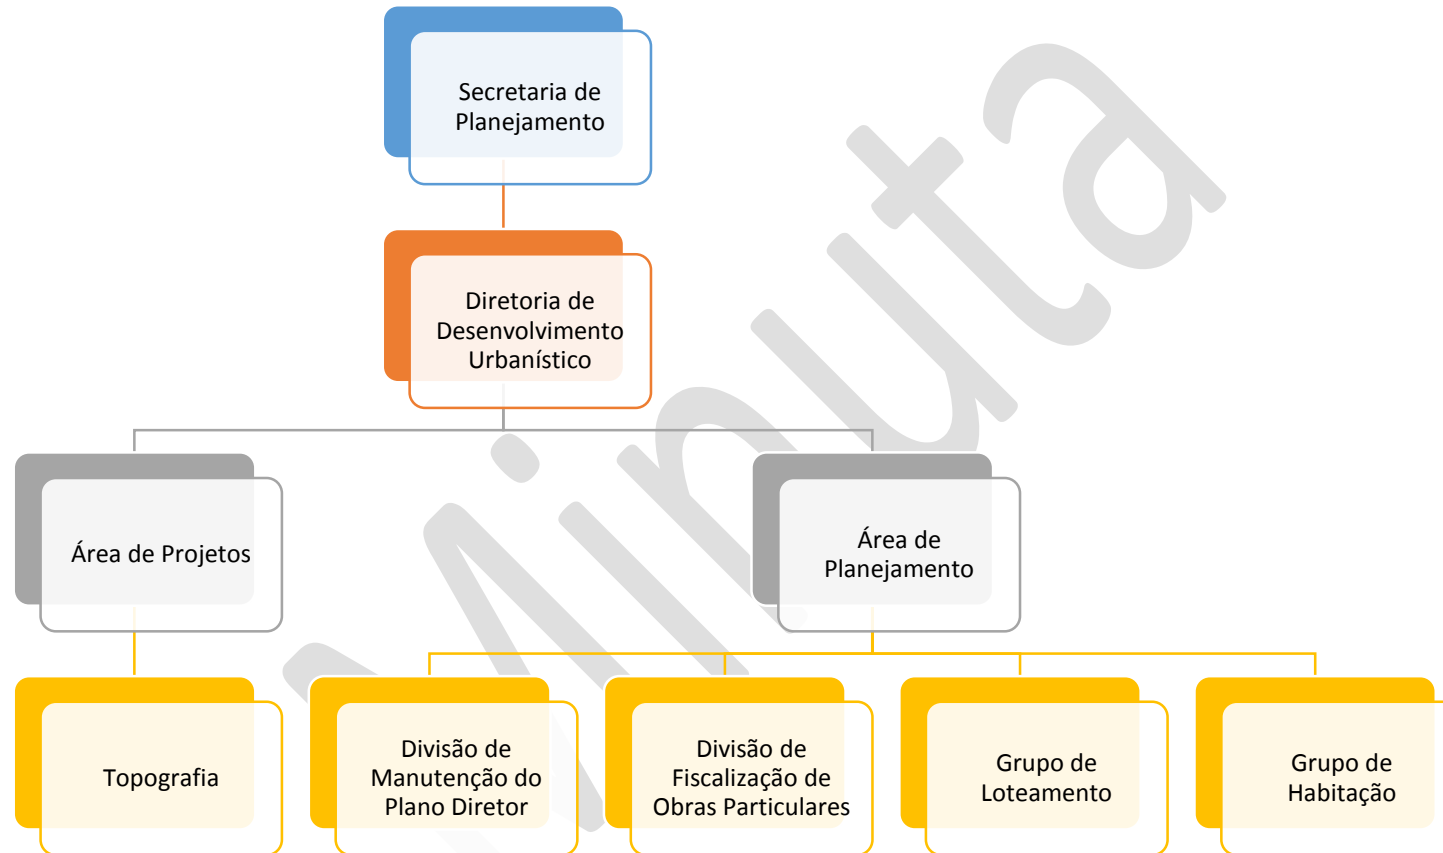 Secretaria de
Planejamento
Diretoria de
Desenvolvimento
Urbanístico
Área de Projetos
Área de
Planejamento
Topografia
Divisão de
Manutenção do
Plano Diretor
Divisão de
Fiscalização de
Obras Particulares
Grupo de
Loteamento
Grupo de
Habitação
Minuta